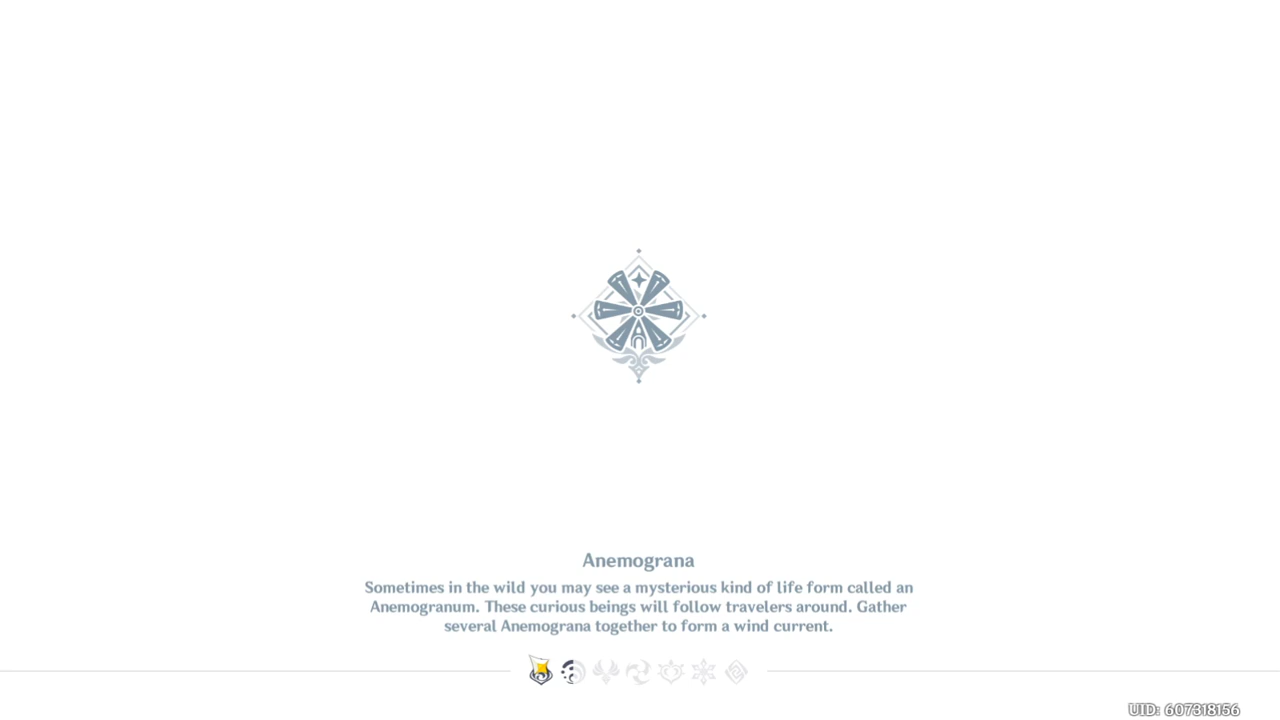 Anemograna
Sometimes in the wild you may see a mysterious kind of life form called an
Anemogranum. These curious beings will follow travelers around. Gather
several Anemograna together to form a wind current.
UID: 607318156